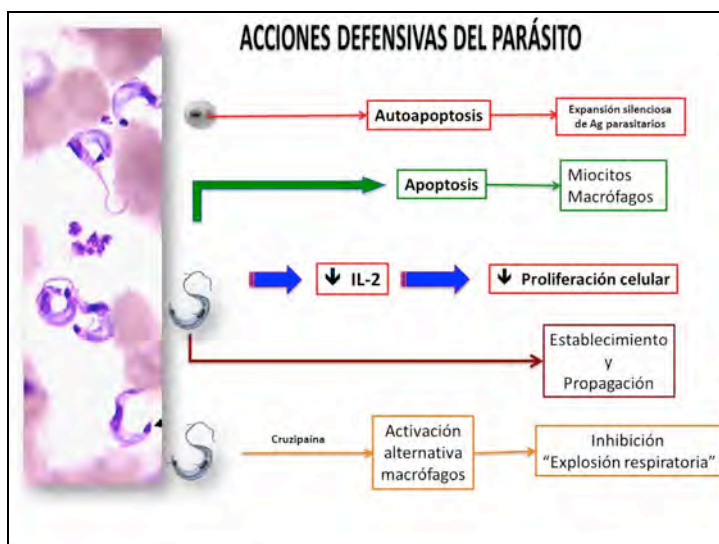 ACCIONES DEFENSIVAS DEL PARÁSITO
Autoapoptosis
Expansión silenciosa
de Ag parasitarios
Apoptosis
Miocitos
Macrófagos
↓ IL-2
↓ Proliferación celular
Establecimiento
y
Propagación
Cruzipaína
Activación
alternativa
macrófagos
Inhibición
“Explosión respiratoria”